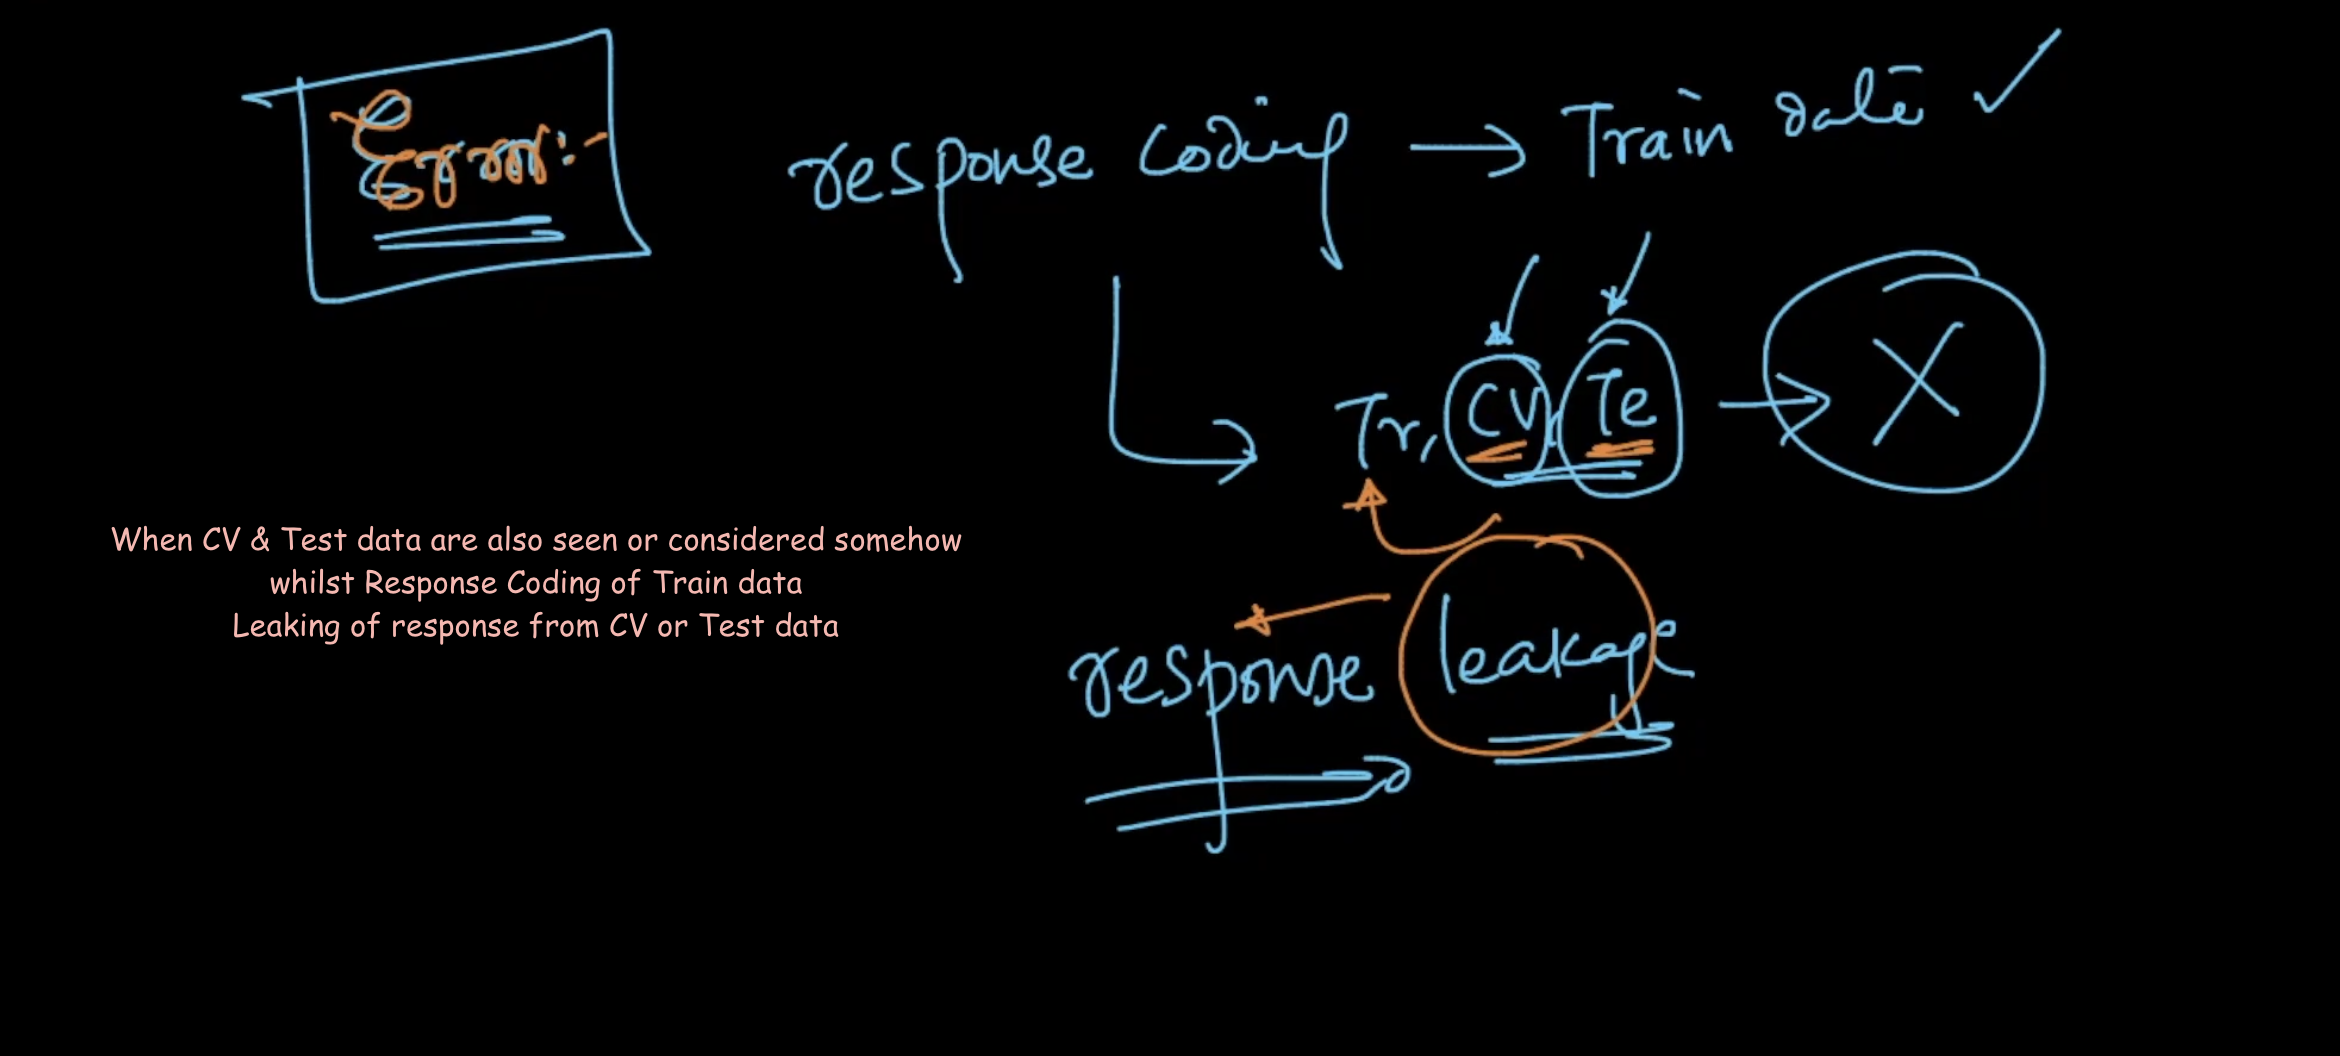 Error:-
response coding → Train data ✓
Tr, CV, Te → X
When CV & Test data are also seen or considered somehow
whilst Response Coding of Train data
Leaking of response from CV or Test data
response leakage